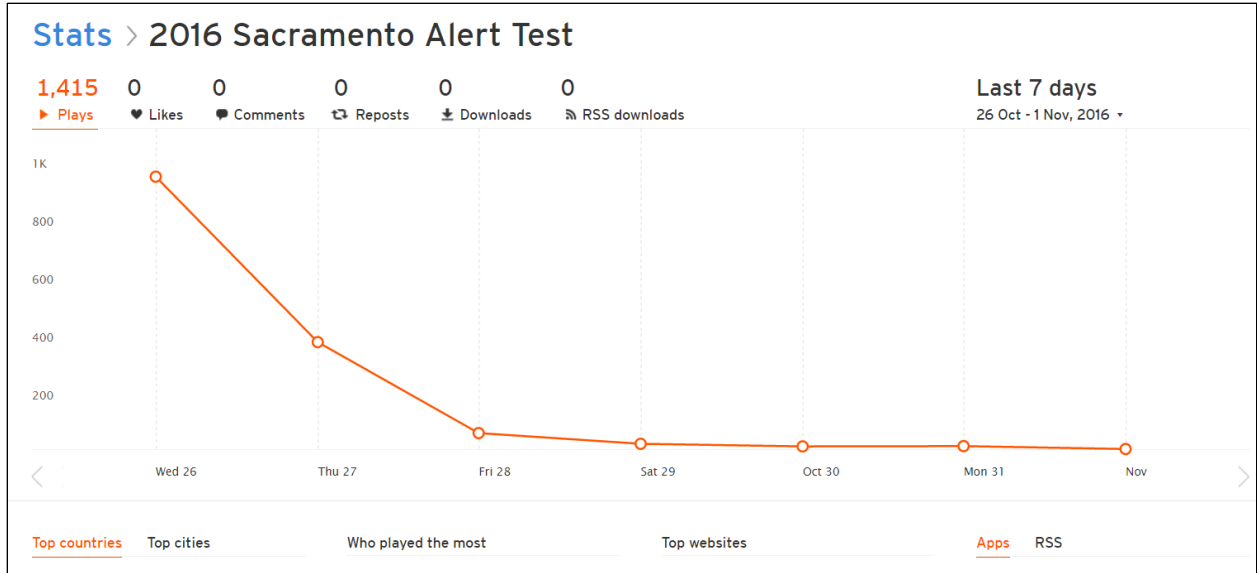 Stats > 2016 Sacramento Alert Test
1,415 0 0 0 0 0 Last 7 days
Plays Likes Comments Reposts Downloads RSS downloads 26 Oct - 1 Nov, 2016
1K
800
600
400
200
Wed 26 Thu 27 Fri 28 Sat 29 Oct 30 Mon 31 Nov
Top countries Top cities Who played the most Top websites Apps RSS